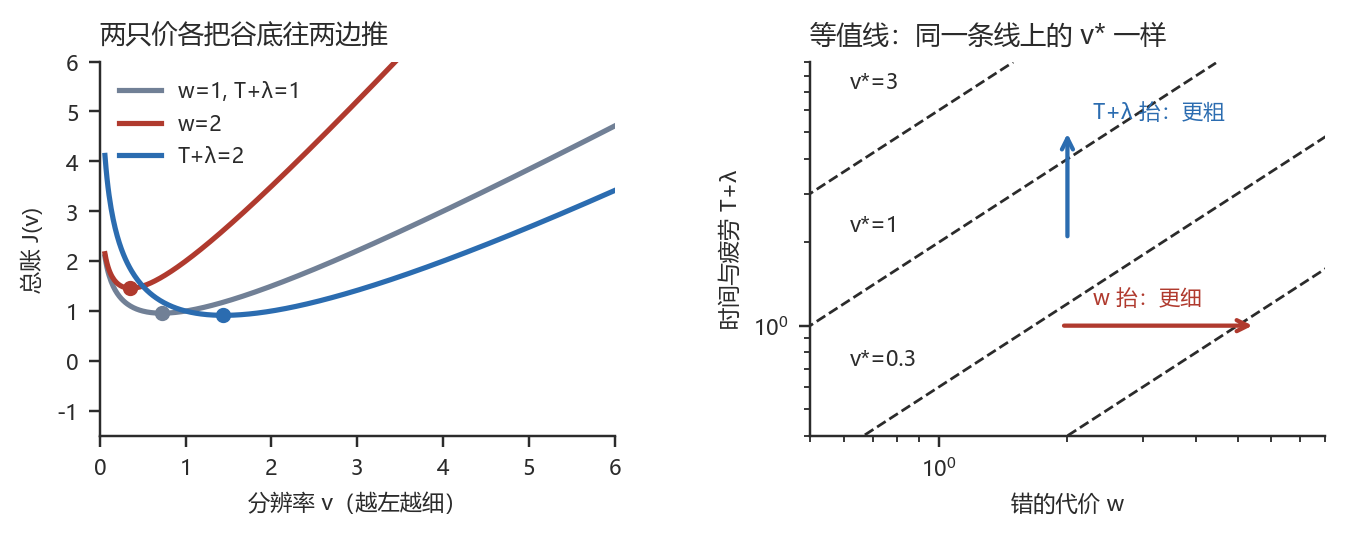 两只价各把谷底往两边推
6
5
4
3
2
1
0
-1
总账 J(v)
w=1, T+λ=1
w=2
T+λ=2
0 1 2 3 4 5 6
分辨率 v（越左越细）
等值线：同一条线上的 v* 一样
时间与疲劳 T+λ
10⁰
v*=3
T+λ 抬：更粗
v*=1
w 抬：更细
v*=0.3
10⁰
错的代价 w